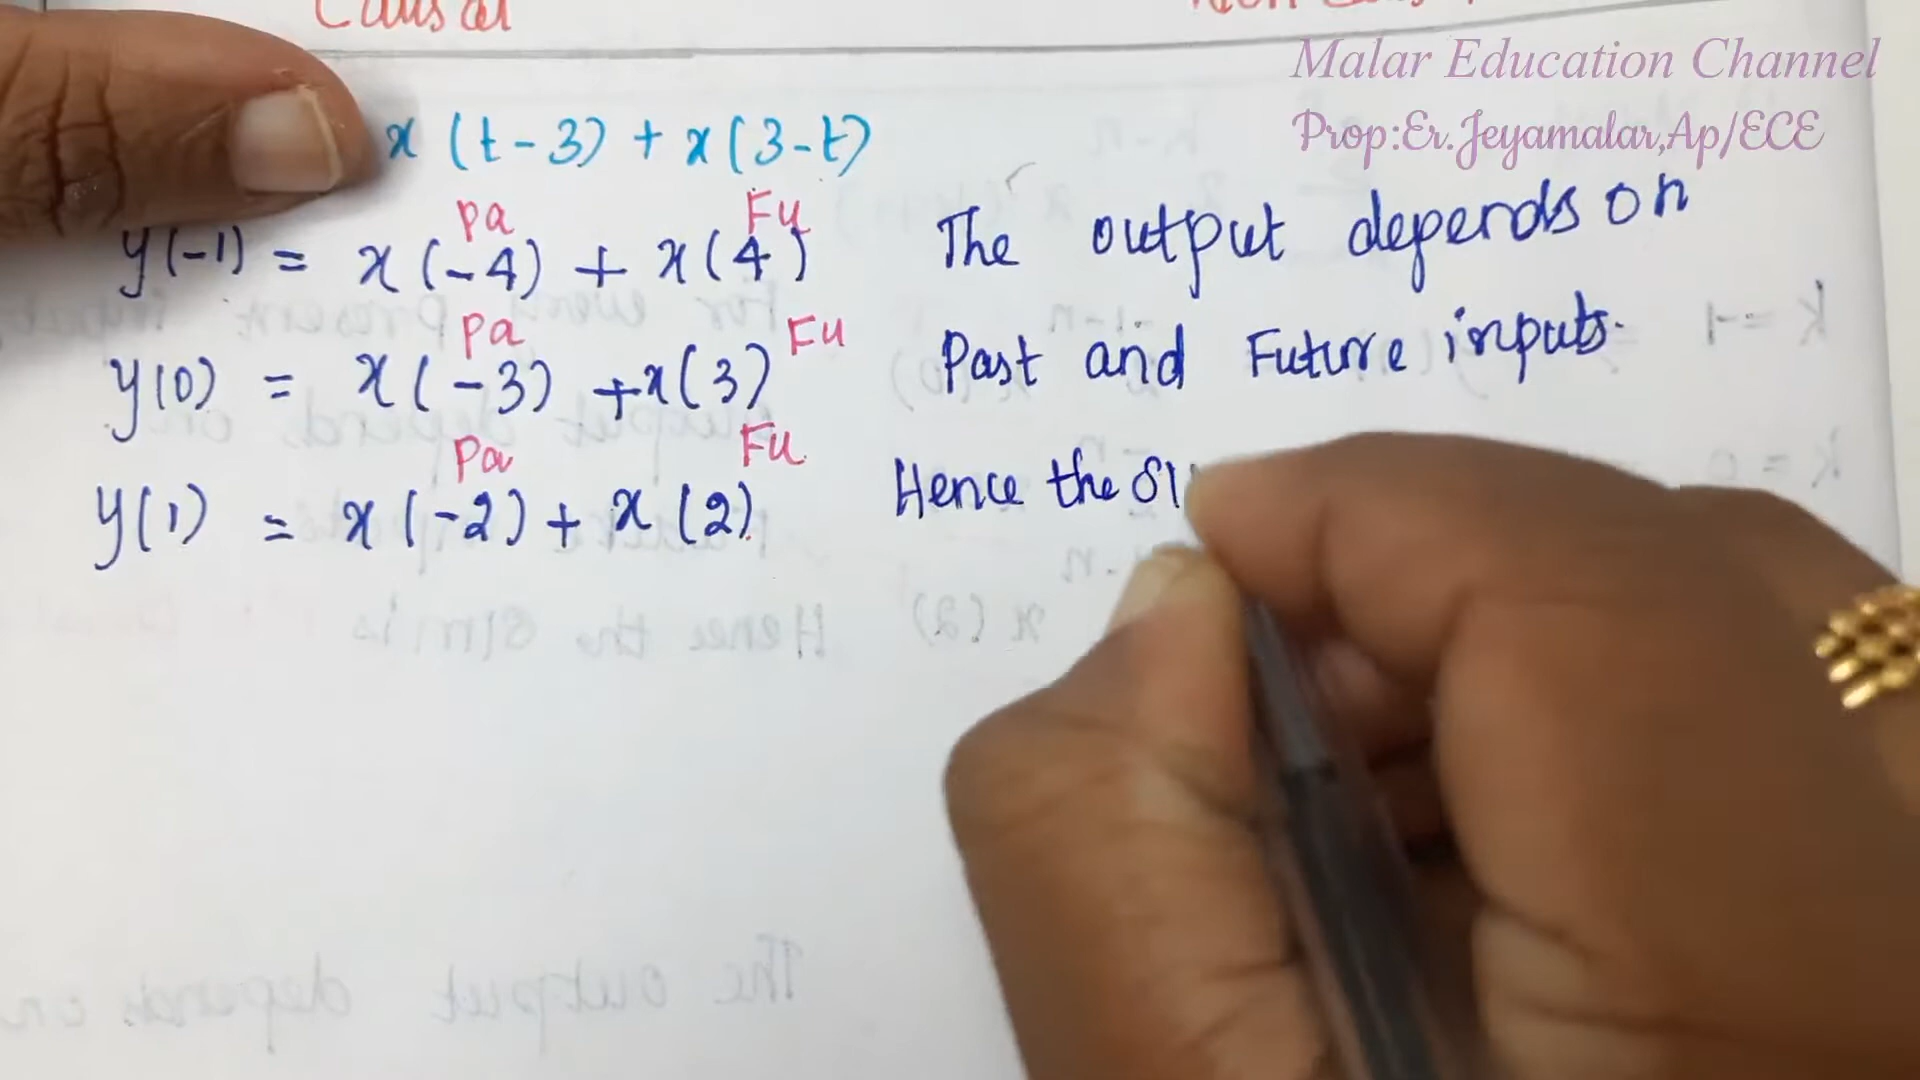 Causal
Malar Education Channel
Prop:Er.Jeyamalar,Ap/ECE
x(t-3) + x(3-t)
Pa Fu
y(-1) = x(-4) + x(4)
Pa Fu
y(0) = x(-3) + x(3)
Pa Fu
y(1) = x(-2) + x(2)
The output depends on
Past and Future inputs.
Hence the